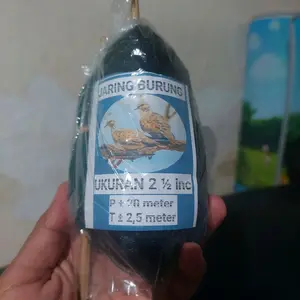 JARING BURUNG
UKURAN 2 ½ inc
P ± 20 meter
T ± 2,5 meter